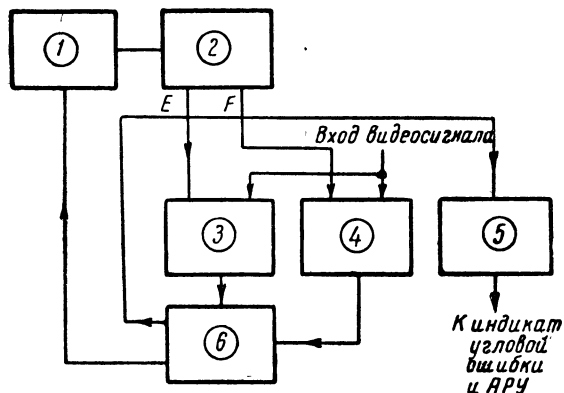 1 2
E F
Вход видеосигнала
3 4 5
6
К индикат
угловой
ошибки
и АРУ